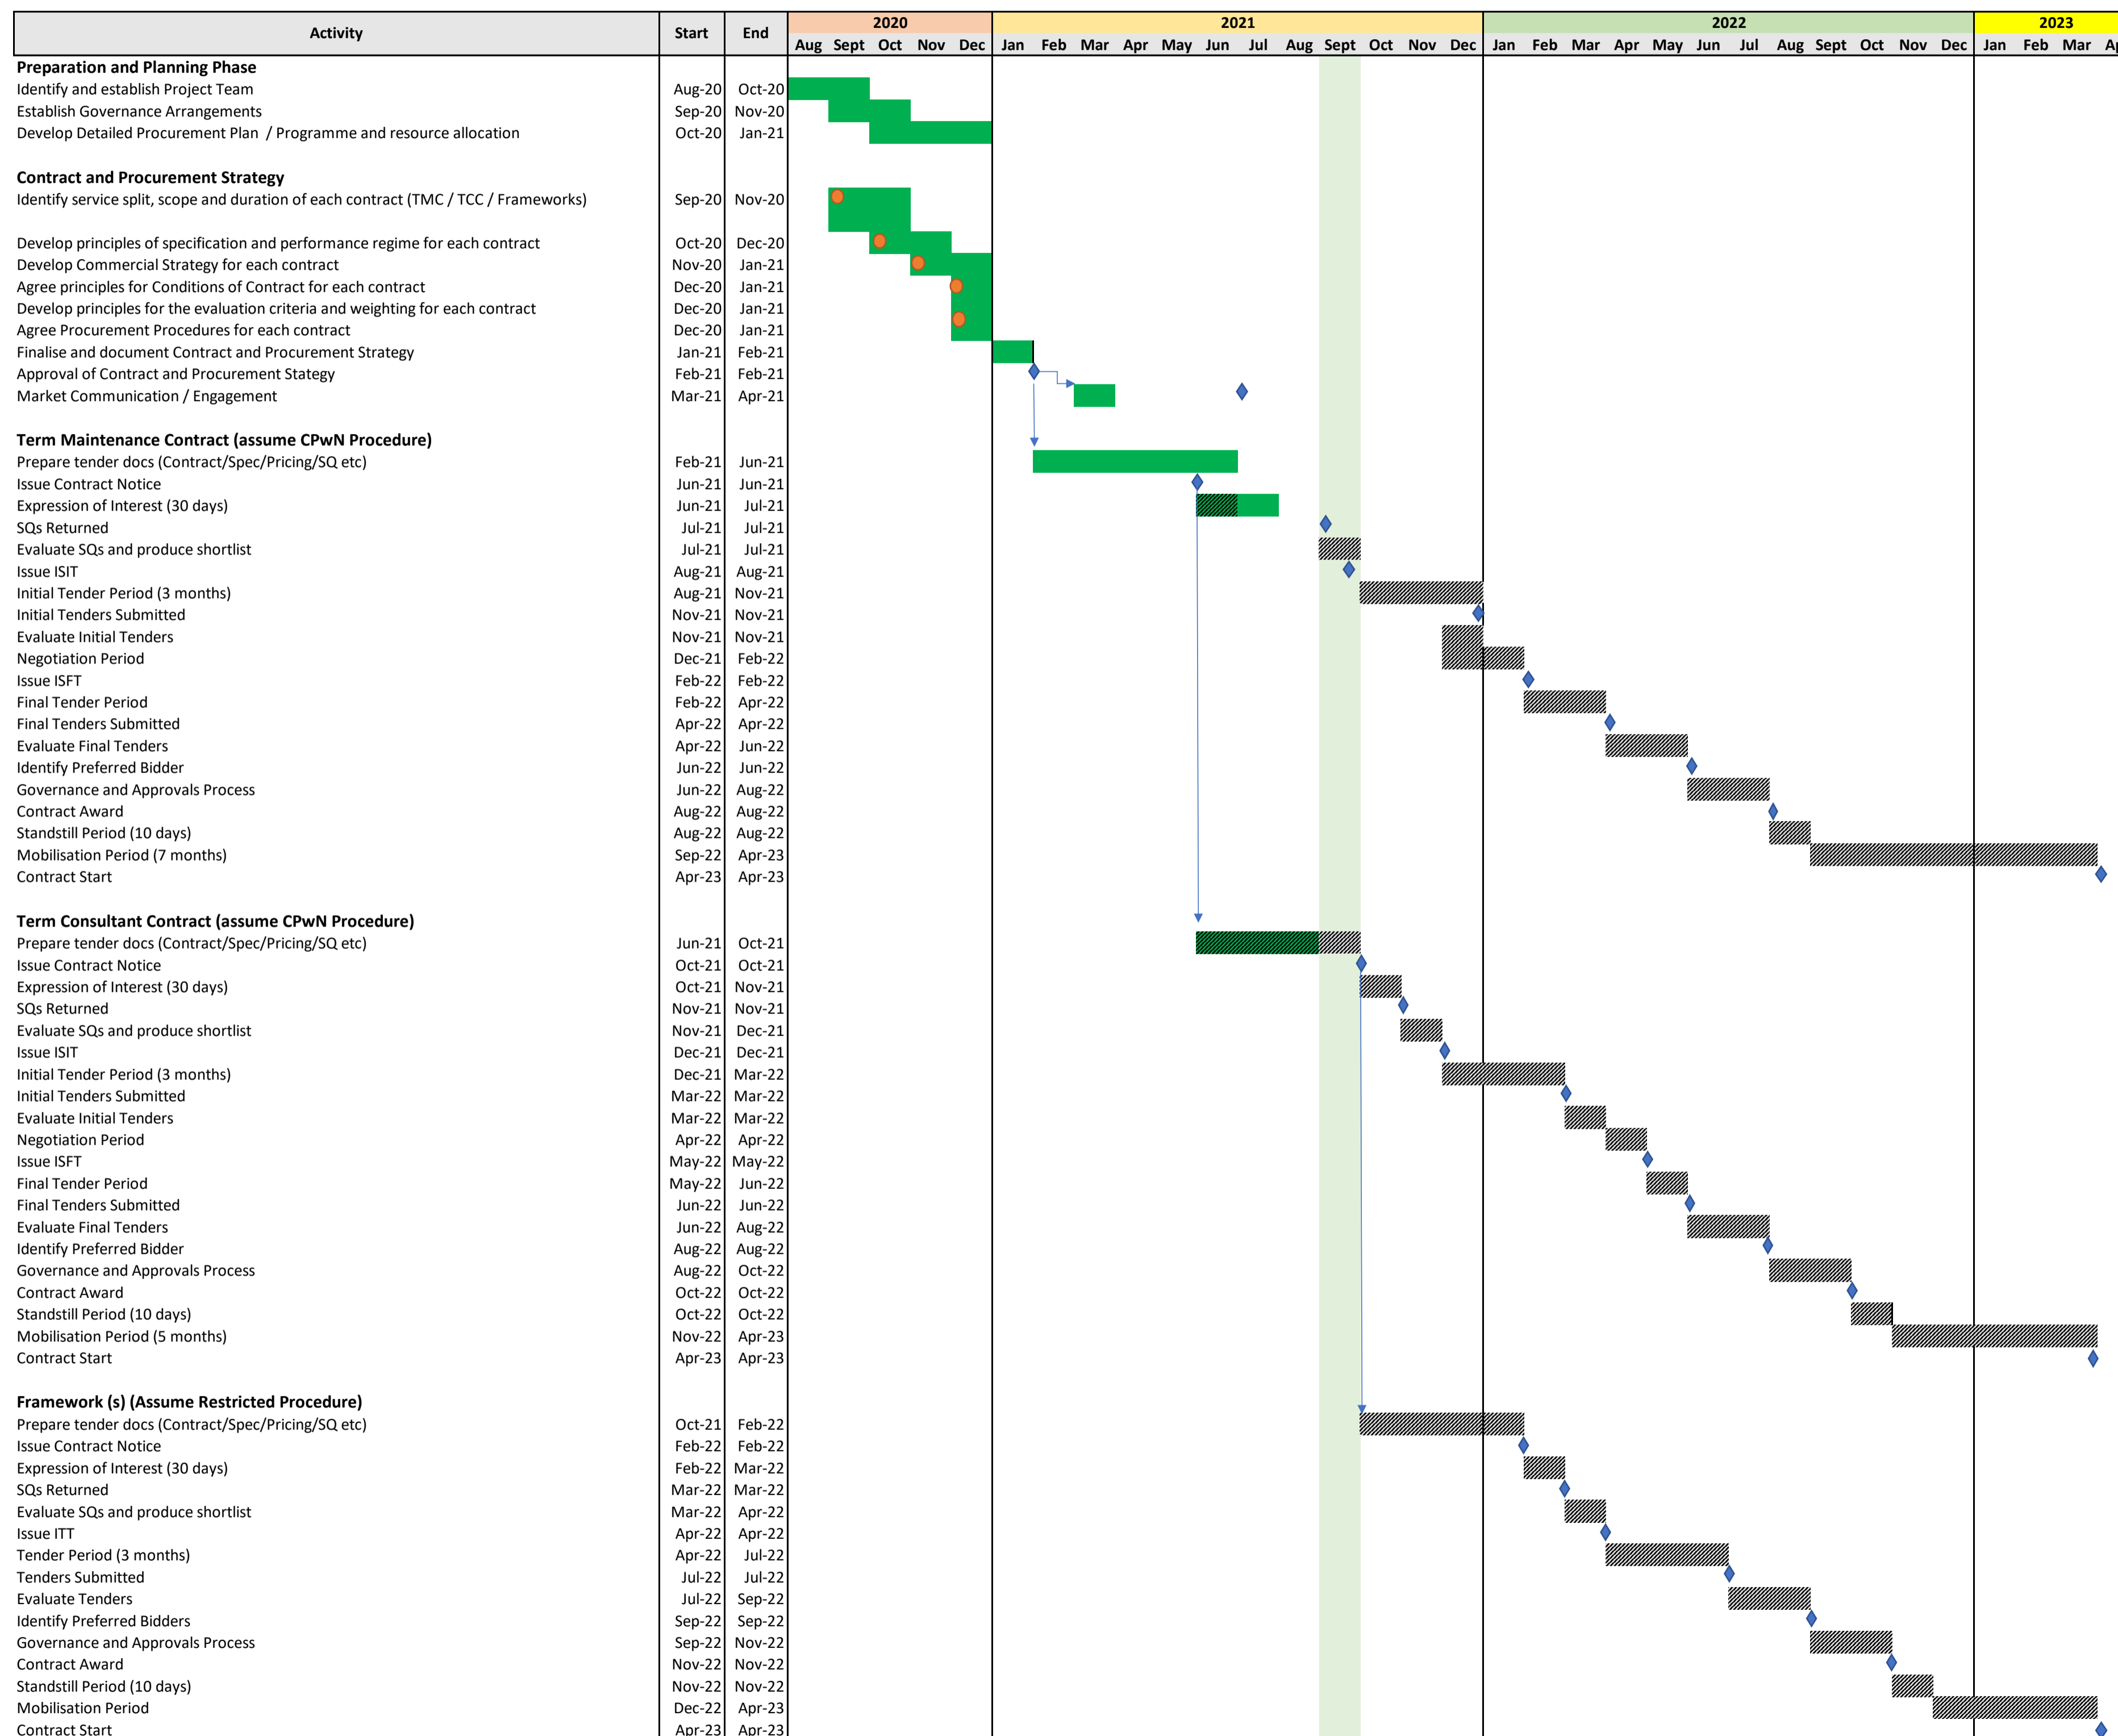 Activity Start End 2020 2021 2022 2023
Aug Sept Oct Nov Dec Jan Feb Mar Apr May Jun Jul Aug Sept Oct Nov Dec Jan Feb Mar Apr May Jun Jul Aug Sept Oct Nov Dec Jan Feb Mar
Preparation and Planning Phase
Identify and establish Project Team Aug-20 Oct-20
Establish Governance Arrangements Sep-20 Nov-20
Develop Detailed Procurement Plan / Programme and resource allocation Oct-20 Jan-21
Contract and Procurement Strategy
Identify service split, scope and duration of each contract (TMC / TCC / Frameworks) Sep-20 Nov-20
Develop principles of specification and performance regime for each contract Oct-20 Dec-20
Develop Commercial Strategy for each contract Nov-20 Jan-21
Agree principles for Conditions of Contract for each contract Dec-20 Jan-21
Develop principles for the evaluation criteria and weighting for each contract Dec-20 Jan-21
Agree Procurement Procedures for each contract Dec-20 Jan-21
Finalise and document Contract and Procurement Strategy Jan-21 Feb-21
Approval of Contract and Procurement Stategy Feb-21 Feb-21
Market Communication / Engagement Mar-21 Apr-21
Term Maintenance Contract (assume CPwN Procedure)
Prepare tender docs (Contract/Spec/Pricing/SQ etc) Feb-21 Jun-21
Issue Contract Notice Jun-21 Jun-21
Expression of Interest (30 days) Jun-21 Jul-21
SQs Returned Jul-21 Jul-21
Evaluate SQs and produce shortlist Jul-21 Jul-21
Issue ISIT Aug-21 Aug-21
Initial Tender Period (3 months) Aug-21 Nov-21
Initial Tenders Submitted Nov-21 Nov-21
Evaluate Initial Tenders Nov-21 Nov-21
Negotiation Period Dec-21 Feb-22
Issue ISFT Feb-22 Feb-22
Final Tender Period Feb-22 Apr-22
Final Tenders Submitted Apr-22 Apr-22
Evaluate Final Tenders Apr-22 Jun-22
Identify Preferred Bidder Jun-22 Jun-22
Governance and Approvals Process Jun-22 Aug-22
Contract Award Aug-22 Aug-22
Standstill Period (10 days) Aug-22 Aug-22
Mobilisation Period (7 months) Sep-22 Apr-23
Contract Start Apr-23 Apr-23
Term Consultant Contract (assume CPwN Procedure)
Prepare tender docs (Contract/Spec/Pricing/SQ etc) Jun-21 Oct-21
Issue Contract Notice Oct-21 Oct-21
Expression of Interest (30 days) Oct-21 Nov-21
SQs Returned Nov-21 Nov-21
Evaluate SQs and produce shortlist Nov-21 Dec-21
Issue ISIT Dec-21 Dec-21
Initial Tender Period (3 months) Dec-21 Mar-22
Initial Tenders Submitted Mar-22 Mar-22
Evaluate Initial Tenders Mar-22 Mar-22
Negotiation Period Apr-22 Apr-22
Issue ISFT May-22 May-22
Final Tender Period May-22 Jun-22
Final Tenders Submitted Jun-22 Jun-22
Evaluate Final Tenders Jun-22 Aug-22
Identify Preferred Bidder Aug-22 Aug-22
Governance and Approvals Process Aug-22 Oct-22
Contract Award Oct-22 Oct-22
Standstill Period (10 days) Oct-22 Oct-22
Mobilisation Period (5 months) Nov-22 Apr-23
Contract Start Apr-23 Apr-23
Framework (s) (Assume Restricted Procedure)
Prepare tender docs (Contract/Spec/Pricing/SQ etc) Oct-21 Feb-22
Issue Contract Notice Feb-22 Feb-22
Expression of Interest (30 days) Feb-22 Mar-22
SQs Returned Mar-22 Mar-22
Evaluate SQs and produce shortlist Mar-22 Apr-22
Issue ITT Apr-22 Apr-22
Tender Period (3 months) Apr-22 Jul-22
Tenders Submitted Jul-22 Jul-22
Evaluate Tenders Jul-22 Sep-22
Identify Preferred Bidders Sep-22 Sep-22
Governance and Approvals Process Sep-22 Nov-22
Contract Award Nov-22 Nov-22
Standstill Period (10 days) Nov-22 Nov-22
Mobilisation Period Dec-22 Apr-23
Contract Start Apr-23 Apr-23